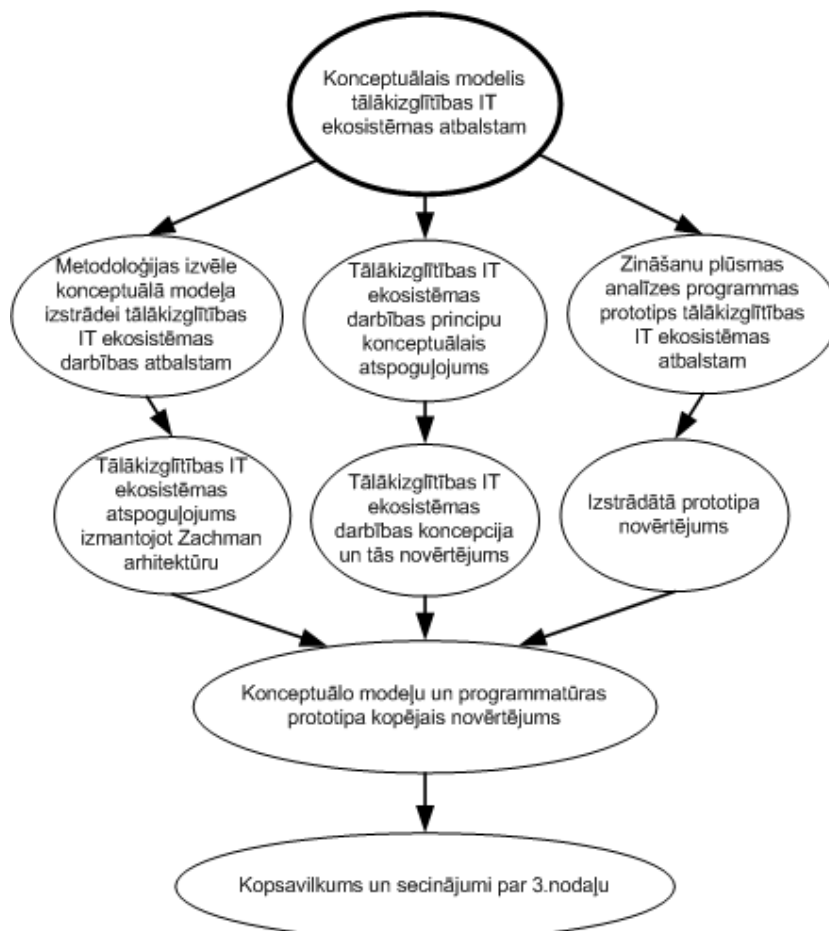 Konceptuālais modelis
tālākizglītības IT
ekosistēmas atbalstam
Metodoloģijas izvēle
konceptuālā modeļa
izstrādei tālākizglītības
IT ekosistēmas
darbības atbalstam
Tālākizglītības IT
ekosistēmas
darbības principu
konceptuālais
atspoguļojums
Zināšanu plūsmas
analīzes programmas
prototips tālākizglītības
IT ekosistēmas
atbalstam
Tālākizglītības IT
ekosistēmas
atspoguļojums
izmantojot Zachman
arhitektūru
Tālākizglītības IT
ekosistēmas
darbības koncepcija
un tās novērtējums
Izstrādātā prototipa
novērtējums
Konceptuālo modeļu un programmatūras
prototipa kopējais novērtējums
Kopsavilkums un secinājumi par 3.nodaļu